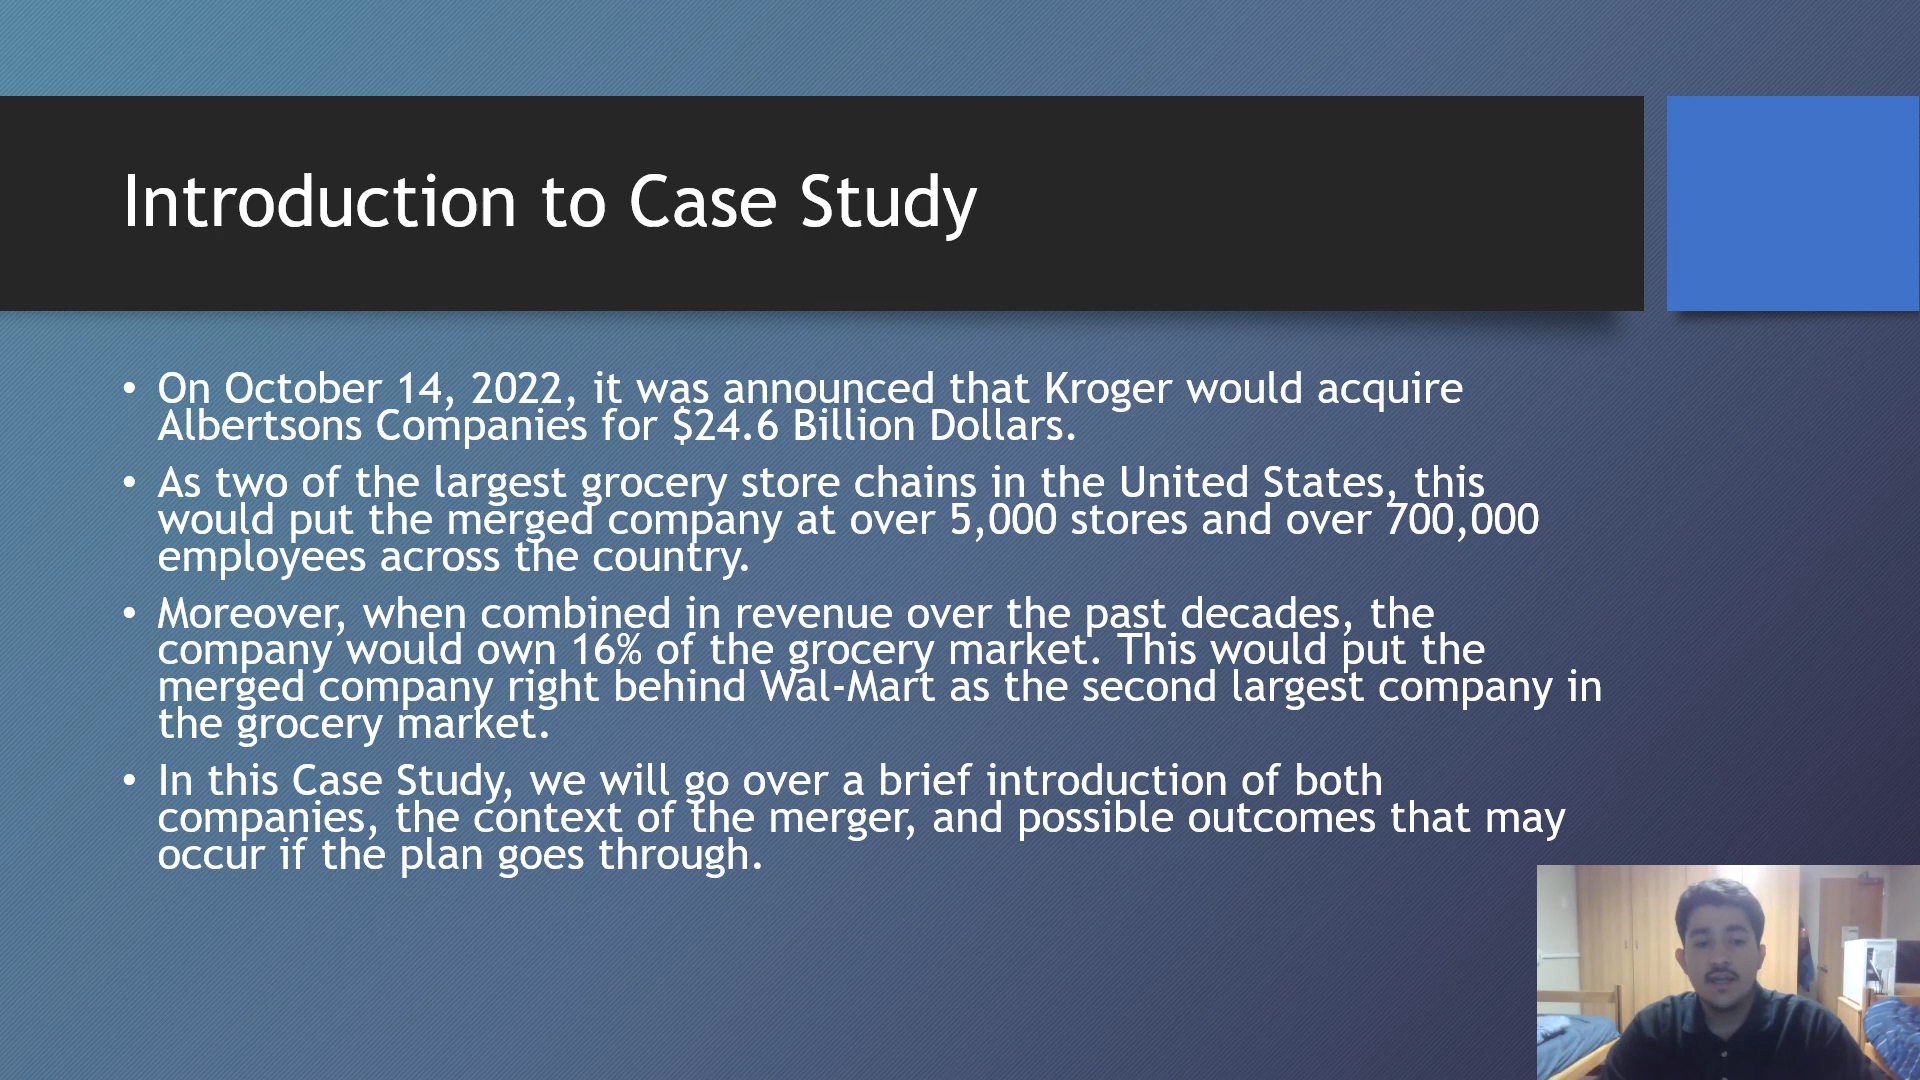 Introduction to Case Study
• On October 14, 2022, it was announced that Kroger would acquire
Albertsons Companies for $24.6 Billion Dollars.
• As two of the largest grocery store chains in the United States, this
would put the merged company at over 5,000 stores and over 700,000
employees across the country.
• Moreover, when combined in revenue over the past decades, the
company would own 16% of the grocery market. This would put the
merged company right behind Wal-Mart as the second largest company in
the grocery market.
• In this Case Study, we will go over a brief introduction of both
companies, the context of the merger, and possible outcomes that may
occur if the plan goes through.